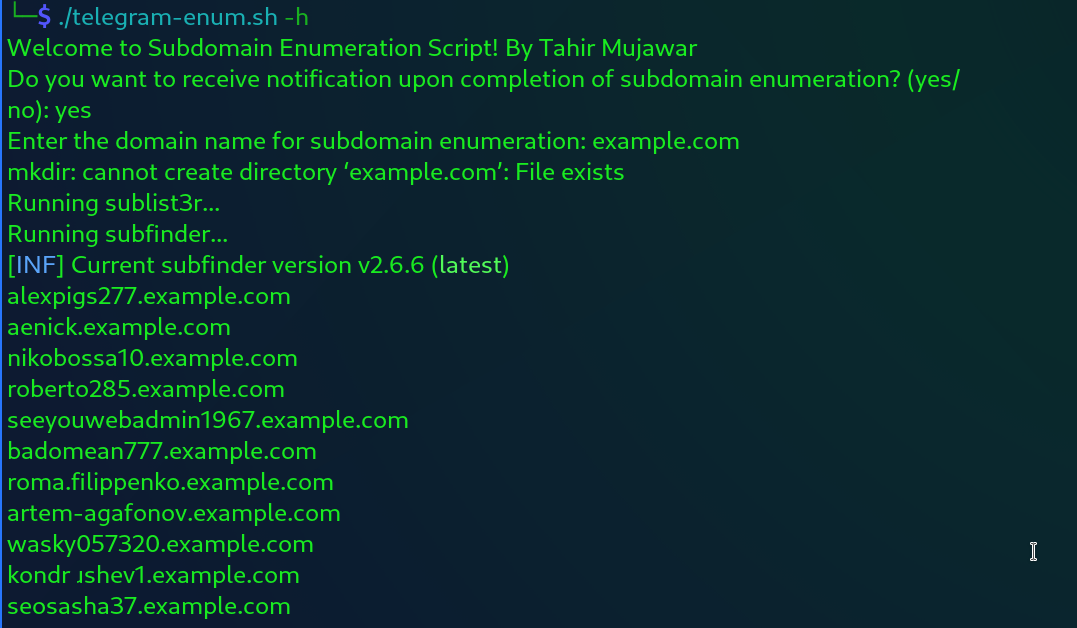 └─$ ./telegram-enum.sh -h
Welcome to Subdomain Enumeration Script! By Tahir Mujawar
Do you want to receive notification upon completion of subdomain enumeration? (yes/
no): yes
Enter the domain name for subdomain enumeration: example.com
mkdir: cannot create directory ‘example.com’: File exists
Running sublist3r...
Running subfinder...
[INF] Current subfinder version v2.6.6 (latest)
alexpigs277.example.com
aenick.example.com
nikobossa10.example.com
roberto285.example.com
seeyouwebadmin1967.example.com
badomean777.example.com
roma.filippenko.example.com
artem-agafonov.example.com
wasky057320.example.com
seosasha37.example.com